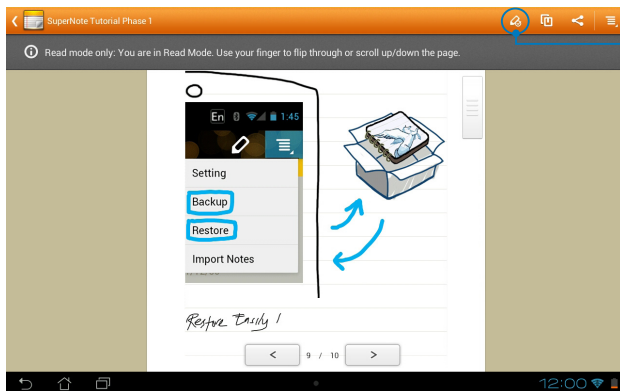 SuperNote Tutorial Phase 1
Read mode only: You are in Read Mode. Use your finger to flip through or scroll up/down the page.
En 1:45
Setting
Backup
Restore
Import Notes
Restore Easily !
< 9 / 10 >
12:00